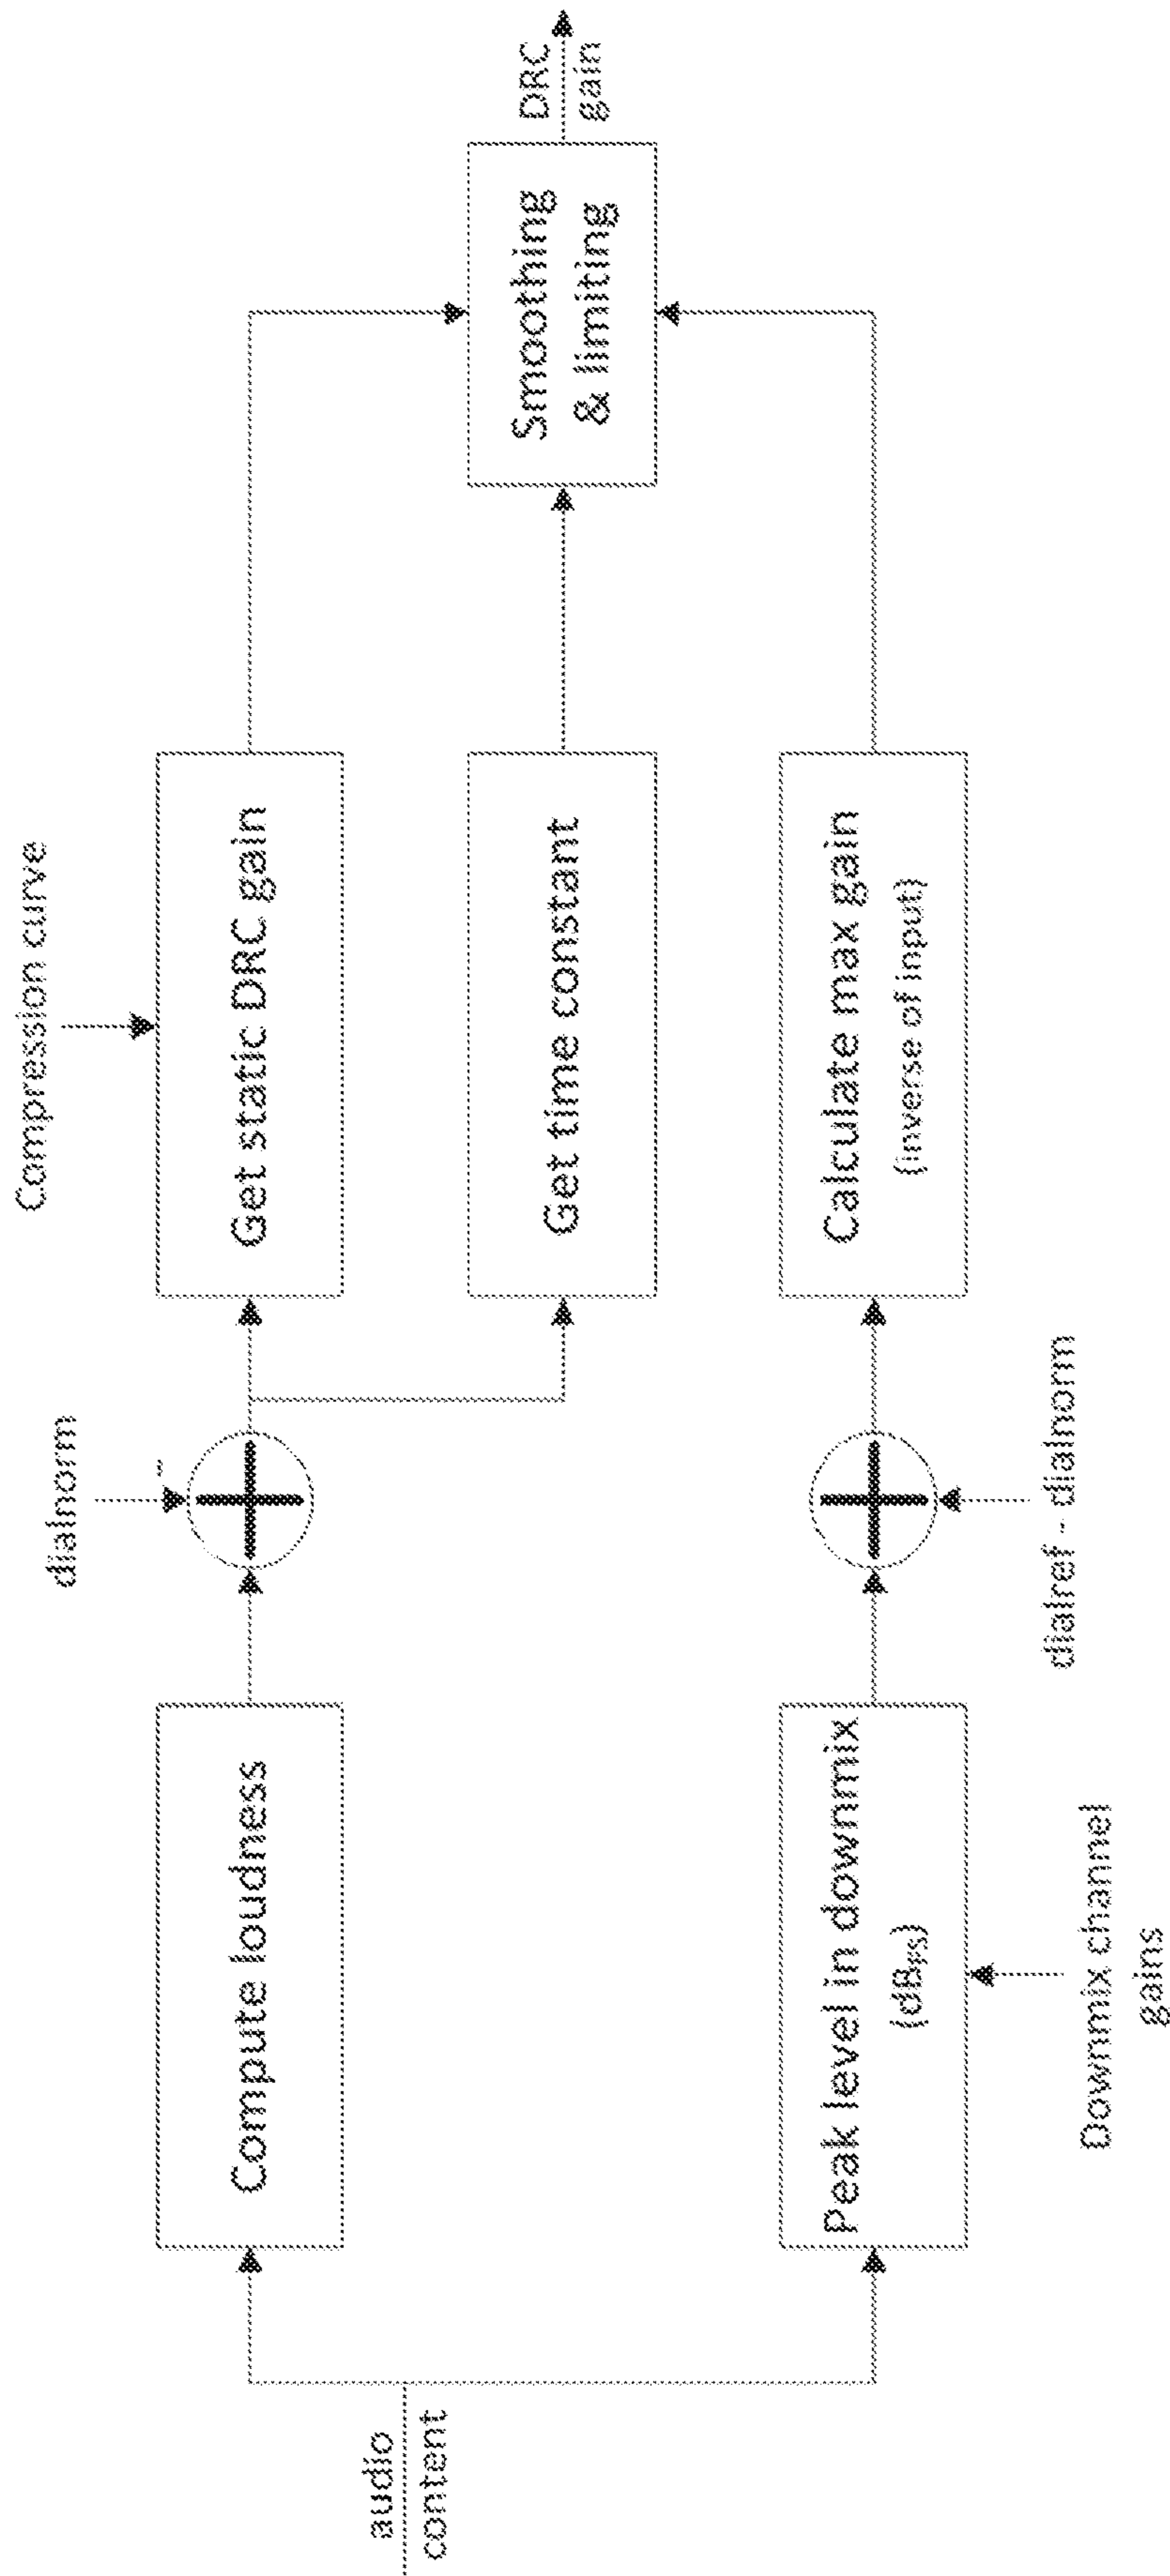 audio
content
Compute loudness
Peak level in downmix
(dBFS)
Downmix channel
gains
dialnorm
-
dialref - dialnorm
Compression curve
Get static DRC gain
Get time constant
Calculate max gain
(inverse of input)
Smoothing
& limiting
DRC
gain